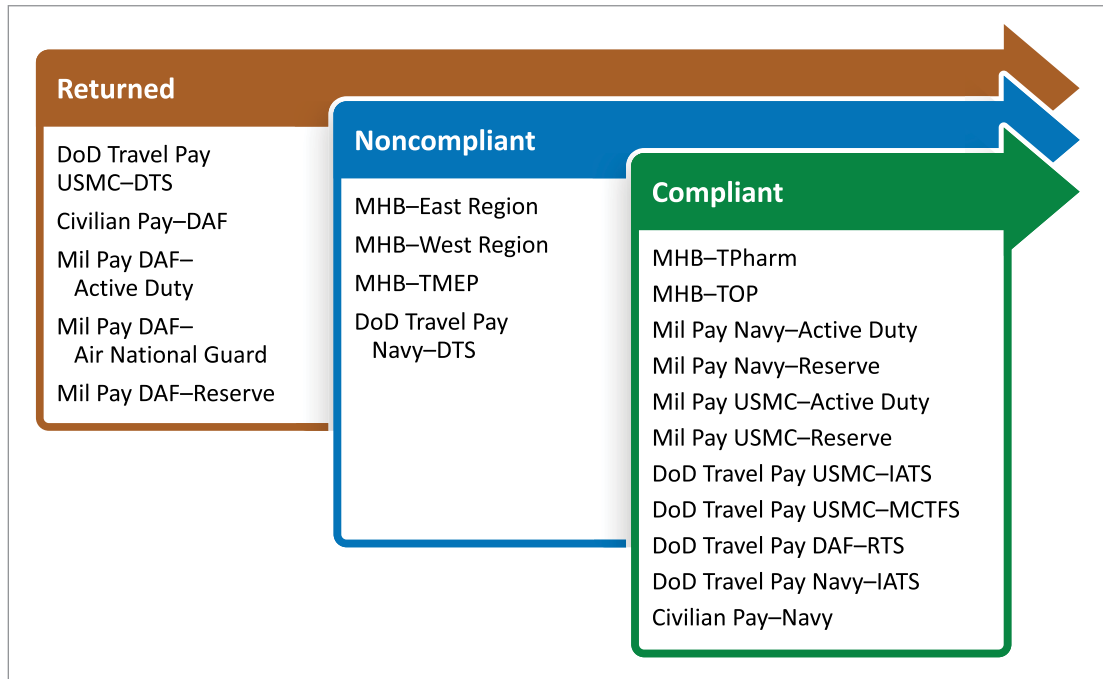 Returned
DoD Travel Pay
USMC–DTS
Civilian Pay–DAF
Mil Pay DAF–
Active Duty
Mil Pay DAF–
Air National Guard
Mil Pay DAF–Reserve
Noncompliant
MHB–East Region
MHB–West Region
MHB–TMEP
DoD Travel Pay
Navy–DTS
Compliant
MHB–TPharm
MHB–TOP
Mil Pay Navy–Active Duty
Mil Pay Navy–Reserve
Mil Pay USMC–Active Duty
Mil Pay USMC–Reserve
DoD Travel Pay USMC–IATS
DoD Travel Pay USMC–MCTFS
DoD Travel Pay DAF–RTS
DoD Travel Pay Navy–IATS
Civilian Pay–Navy